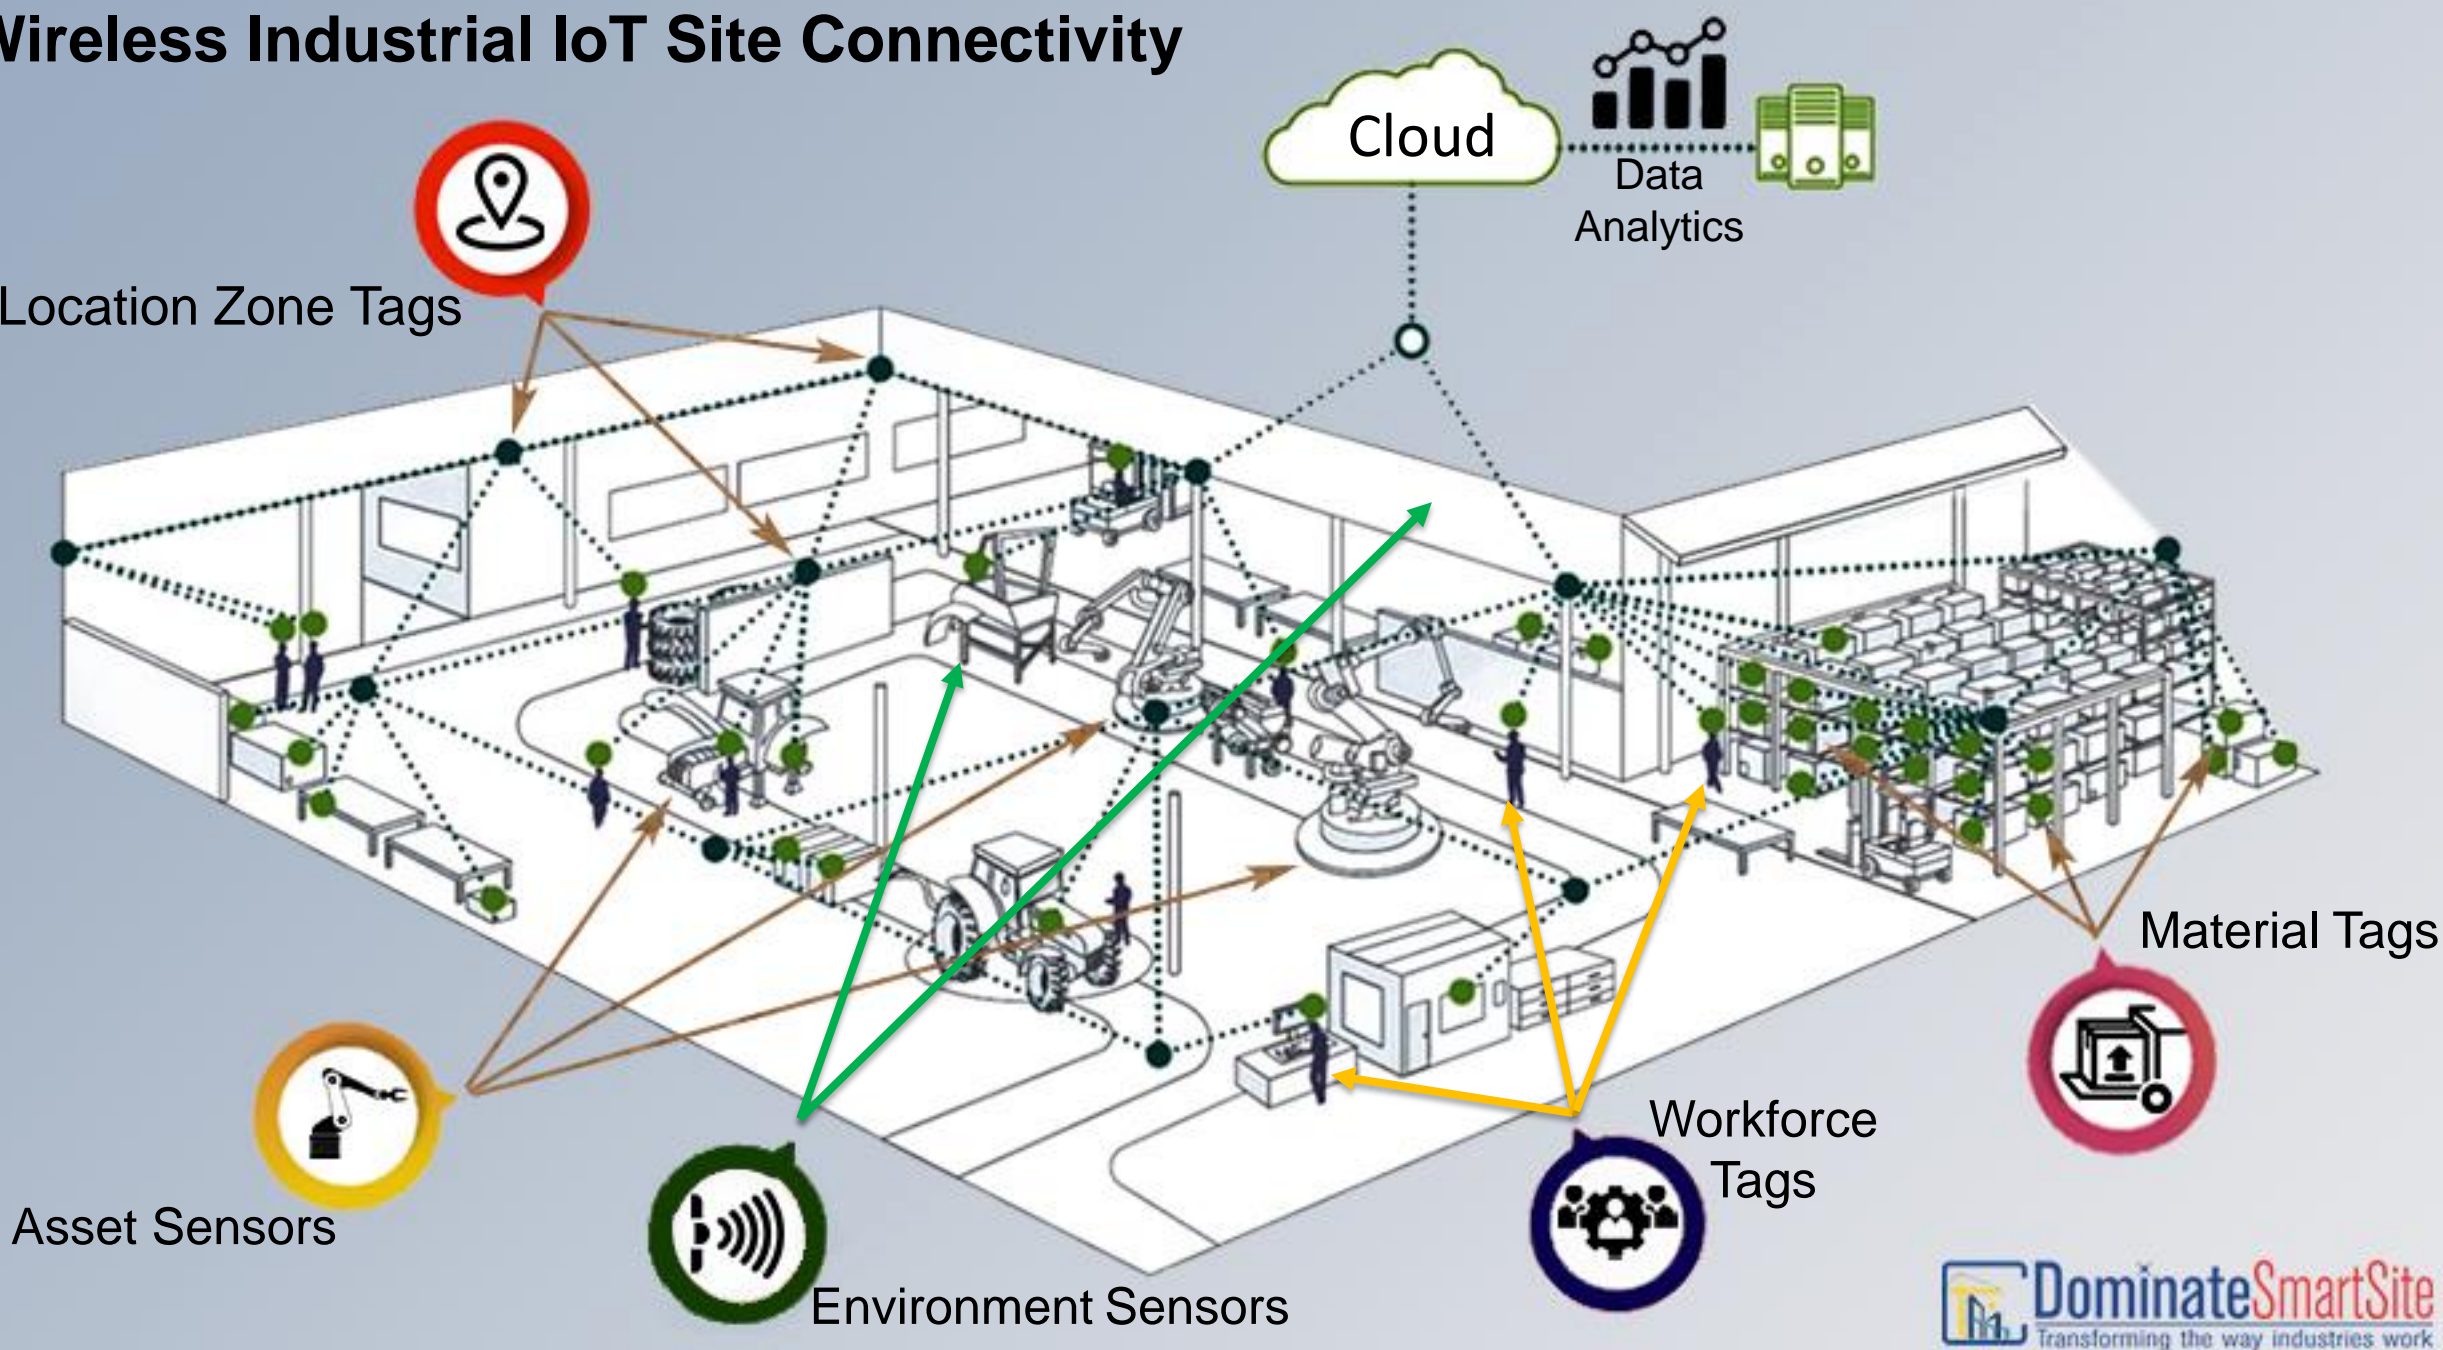 Wireless Industrial IoT Site Connectivity
Cloud
Data
Analytics
Location Zone Tags
Material Tags
Workforce
Tags
Asset Sensors
Environment Sensors
DominateSmartSite
Transforming the way industries work